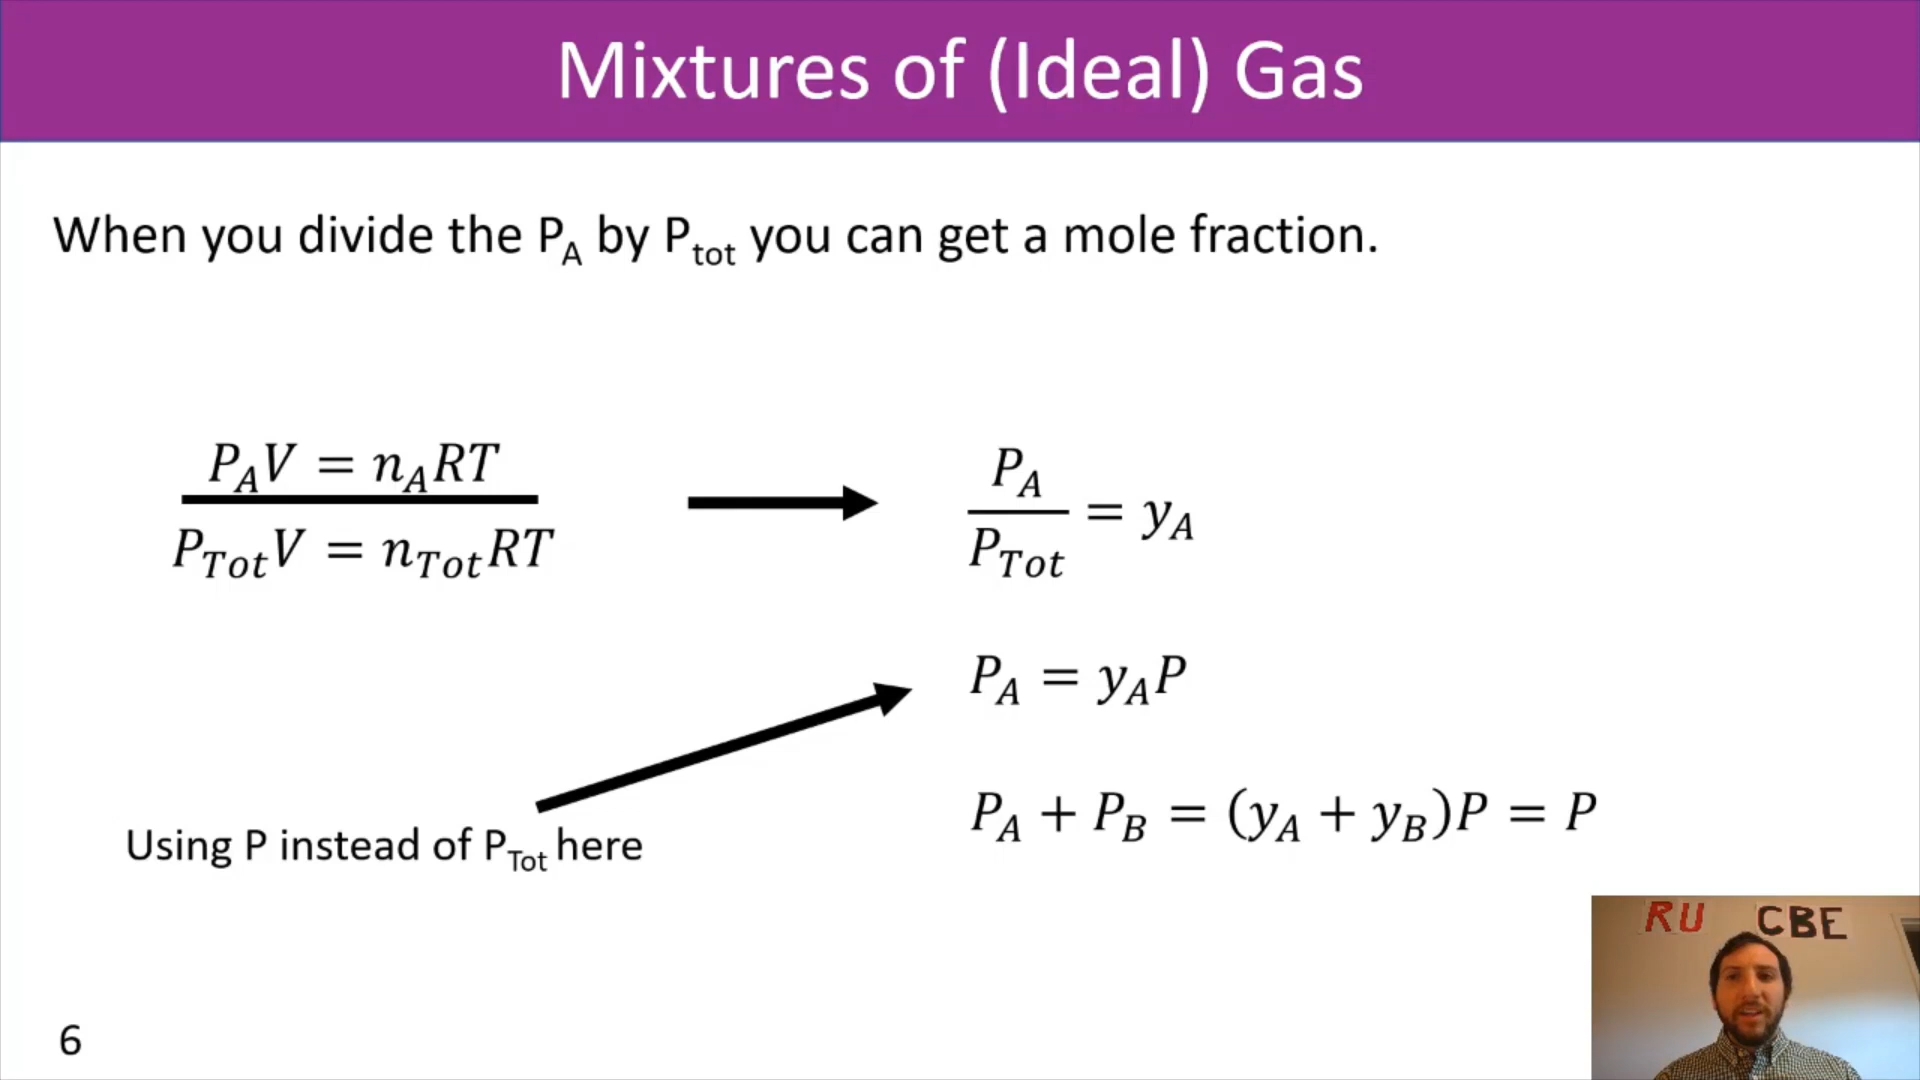 Mixtures of (Ideal) Gas
When you divide the P_A by P_tot you can get a mole fraction.
P_A V = n_A RT
P_Tot V = n_Tot RT
P_A / P_Tot = y_A
P_A = y_A P
P_A + P_B = (y_A + y_B)P = P
Using P instead of P_Tot here
RU CBE
6